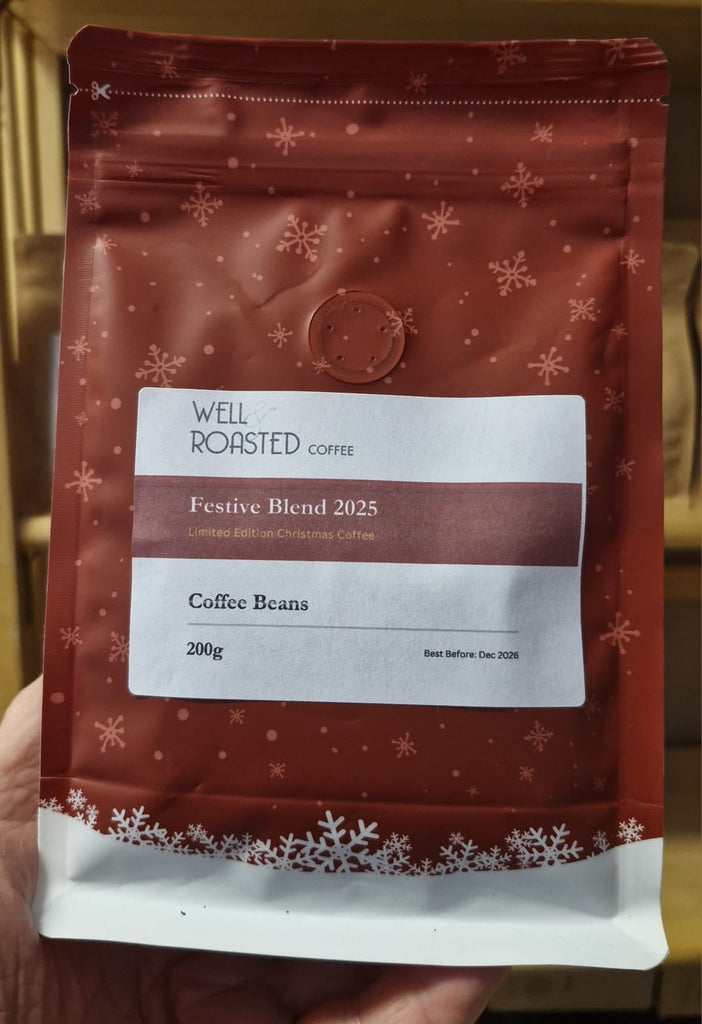 WELL &
ROASTED COFFEE
Festive Blend 2025
Limited Edition Christmas Coffee
Coffee Beans
200g
Best Before: Dec 2026